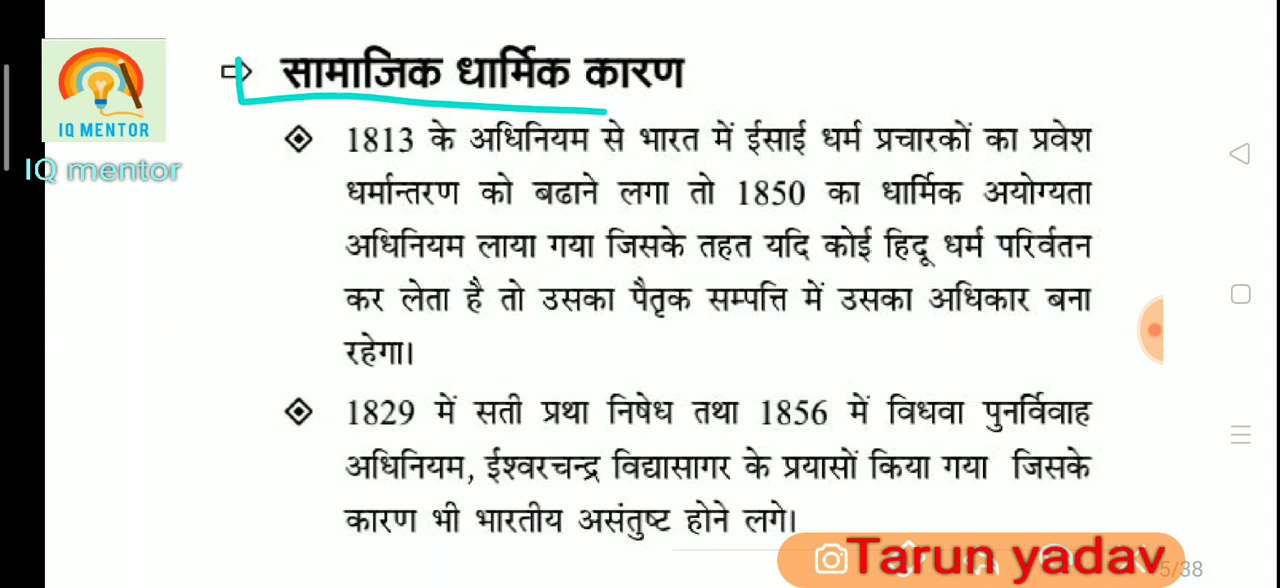 IQ MENTOR
IQ mentor
सामाजिक धार्मिक कारण
1813 के अधिनियम से भारत में ईसाई धर्म प्रचारकों का प्रवेश
धर्मान्तरण को बढाने लगा तो 1850 का धार्मिक अयोग्यता
अधिनियम लाया गया जिसके तहत यदि कोई हिदू धर्म परिर्वतन
कर लेता है तो उसका पैतृक सम्पत्ति में उसका अधिकार बना
रहेगा।
1829 में सती प्रथा निषेध तथा 1856 में विधवा पुनर्विवाह
अधिनियम, ईश्वरचन्द्र विद्यासागर के प्रयासों किया गया जिसके
कारण भी भारतीय असंतुष्ट होने लगे।
Tarun yadav
5/38